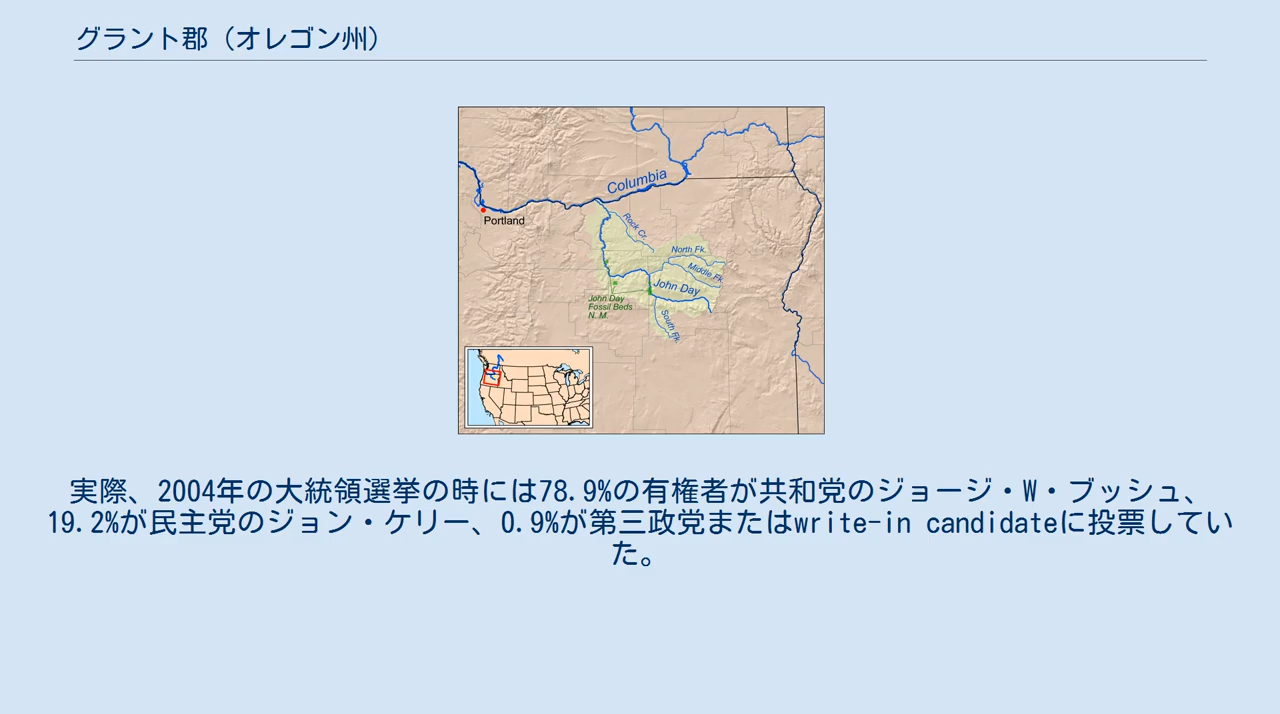 グラント郡（オレゴン州）
Columbia
Portland
Rock Cr.
North Fk.
Middle Fk.
John Day
John Day
Fossil Beds
N. M.
South Fk.
実際、2004年の大統領選挙の時には78.9%の有権者が共和党のジョージ・W・ブッシュ、
19.2%が民主党のジョン・ケリー、0.9%が第三政党またはwrite-in candidateに投票してい
た。